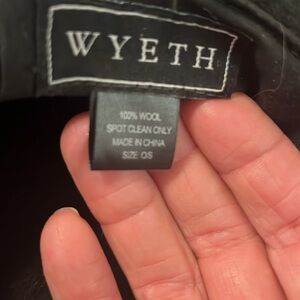 WYETH
100% WOOL
SPOT CLEAN ONLY
MADE IN CHINA
SIZE: OS